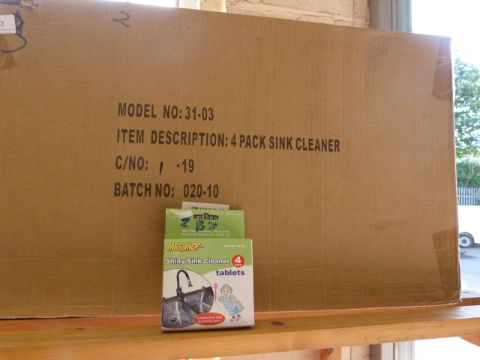 2
MODEL NO: 31-03
ITEM DESCRIPTION: 4 PACK SINK CLEANER
C/NO: 1 -19
BATCH NO: 020-10
MRS MOP
Shiny Sink Cleaner 4
tablets